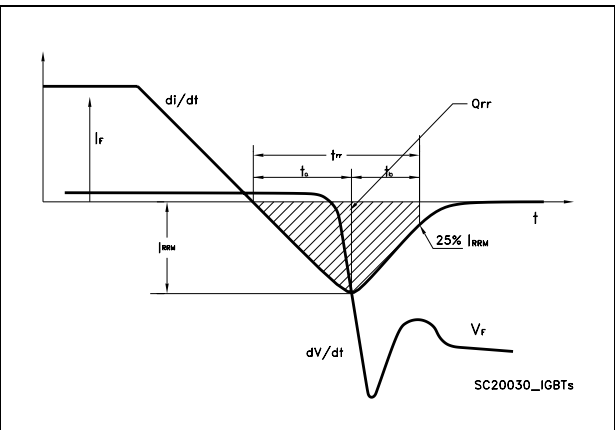 di/dt
Qrr
IF
trr
ta
tb
t
IRRM
25% IRRM
dV/dt
VF
SC20030_IGBTs